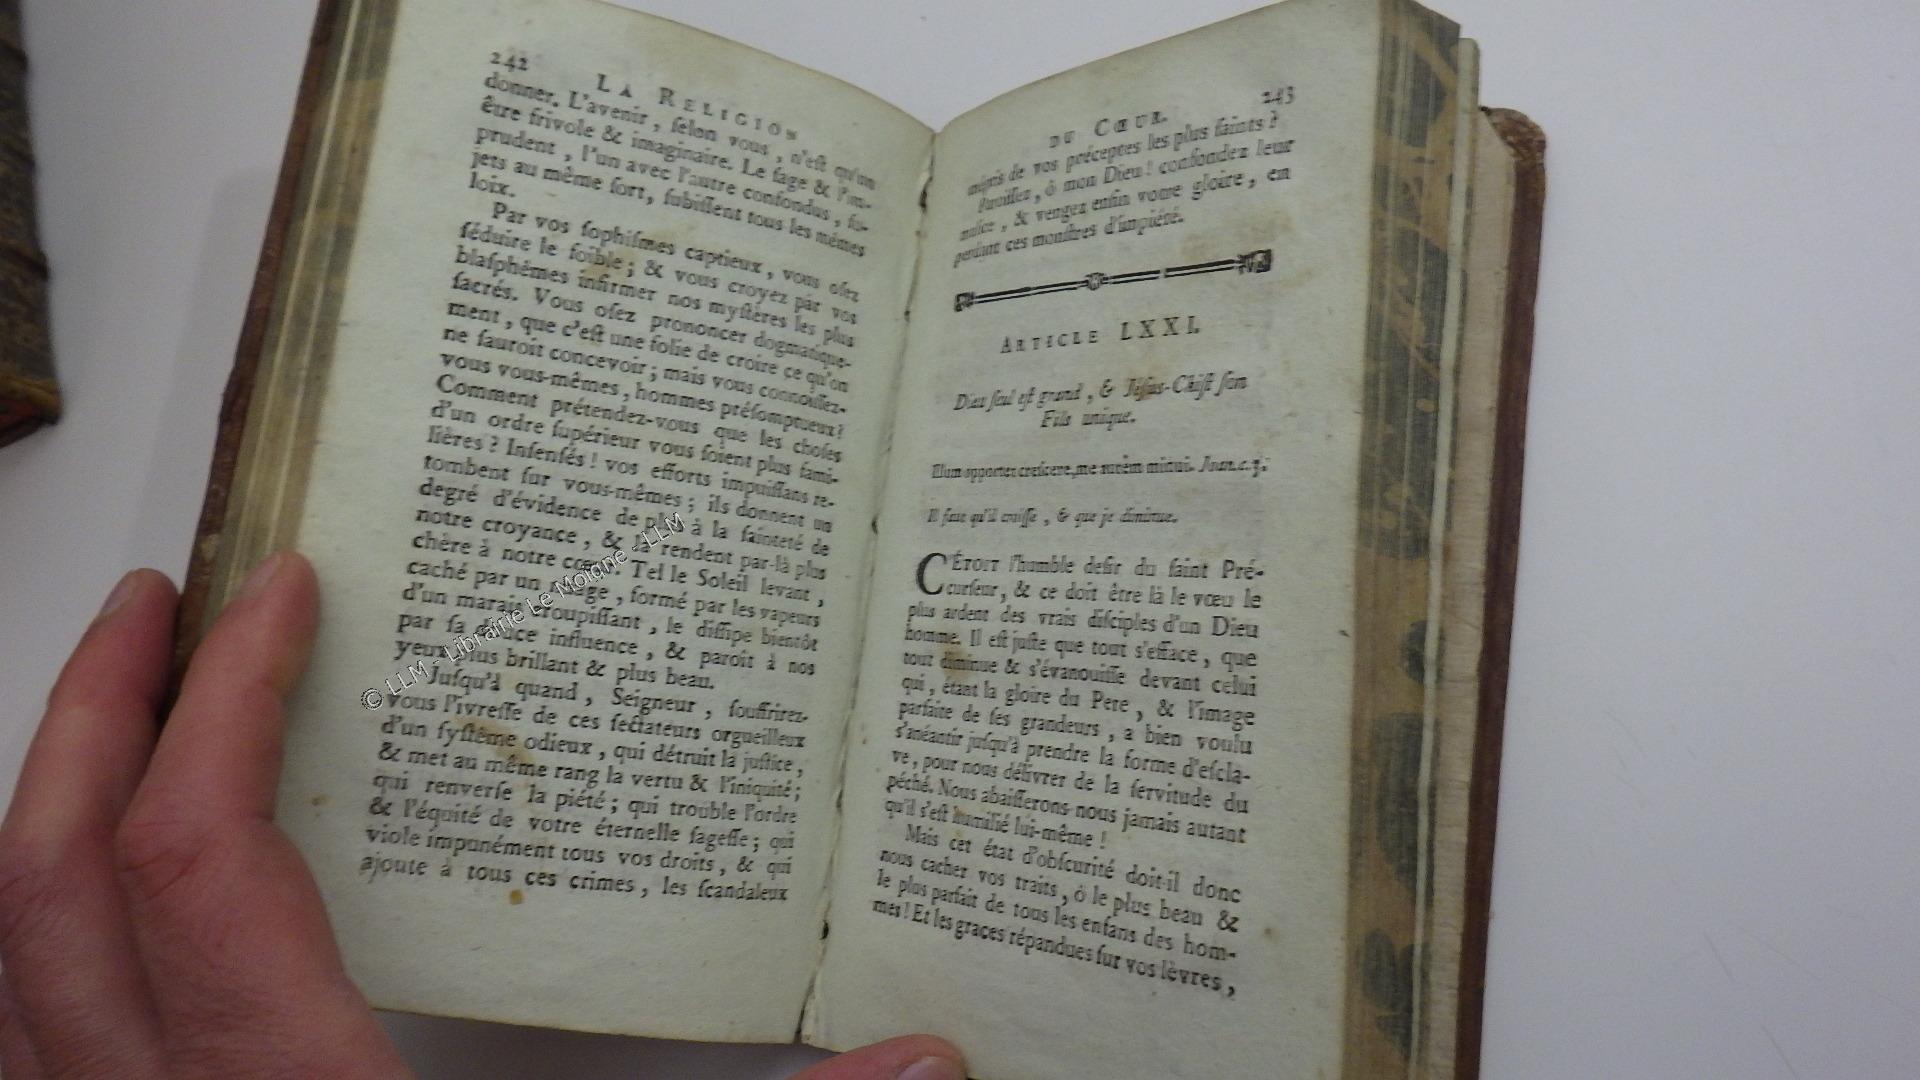 242
LA RELIGION
donner. L'avenir, ſelon vous, n'eſt qu'un
être frivole & imaginaire. Le ſage & l'im-
prudent, l'un avec l'autre confondus, ſu-
jets au même ſort, ſubiſſent tous les mêmes
loix.
Par vos ſophiſmes captieux, vous oſez
ſéduire le foible; & vous croyez par vos
blaſphêmes infirmer nos myſtères les plus
ſacrés. Vous oſez prononcer dogmatique-
ment, que c'eſt une folie de croire ce qu'on
ne ſauroit concevoir; mais vous connoiſſez-
vous vous-mêmes, hommes préſomptueux?
Comment prétendez-vous que les choſes
d'un ordre ſupérieur vous ſoient plus fami-
lières? Inſenſés! vos efforts impuiſſans re-
tombent ſur vous-mêmes; ils donnent un
degré d'évidence de plus à la ſainteté de
notre croyance, & la rendent par-là plus
chère à notre cœur. Tel le Soleil levant,
caché par un nuage, formé par les vapeurs
d'un marais croupiſſant, le diſſipe bientôt
par ſa douce influence, & paroît à nos
yeux plus brillant & plus beau.
Juſqu'à quand, Seigneur, ſouffrirez-
vous l'ivreſſe de ces ſectateurs orgueilleux
d'un ſyſtême odieux, qui détruit la juſtice,
& met au même rang la vertu & l'iniquité;
qui renverſe la piété; qui trouble l'ordre
& l'équité de votre éternelle ſageſſe; qui
viole impunément tous vos droits, & qui
ajoute à tous ces crimes, les ſcandaleux
© LLM - Librairie Le Moigne - LLM
243
DU CŒUR.
mépris de vos préceptes les plus ſaints?
Paroiſſez, ô mon Dieu! confondez leur
malice, & vengez enfin votre gloire, en
perdant ces monſtres d'impiété.
ARTICLE LXXI.
Dieu ſeul eſt grand, & Jéſus-Chriſt ſon
Fils unique.
Illum opportet creſcere, me autem minui. Joan. c. 3.
Il faut qu'il croiſſe, & que je diminue.
C'ÉTOIT l'humble deſir du ſaint Pré-
curſeur, & ce doit être là le vœu le
plus ardent des vrais diſciples d'un Dieu
homme. Il eſt juſte que tout s'efface, que
tout diminue & s'évanouiſſe devant celui
qui, étant la gloire du Pere, & l'image
parfaite de ſes grandeurs, a bien voulu
s'anéantir juſqu'à prendre la forme d'eſcla-
ve, pour nous délivrer de la ſervitude du
péché. Nous abaiſſerons-nous jamais autant
qu'il s'eſt humilié lui-même!
Mais cet état d'obſcurité doit-il donc
nous cacher vos traits, ô le plus beau &
le plus parfait de tous les enfans des hom-
mes! Et les graces répandues ſur vos lèvres,